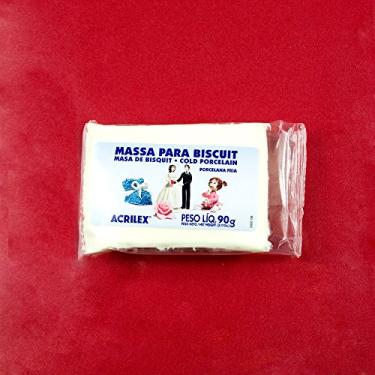 MASSA PARA BISCUIT
MASA DE BISQUIT • COLD PORCELAIN
PORCELANA FRIA
ACRILEX®
PESO LÍQ. 90g